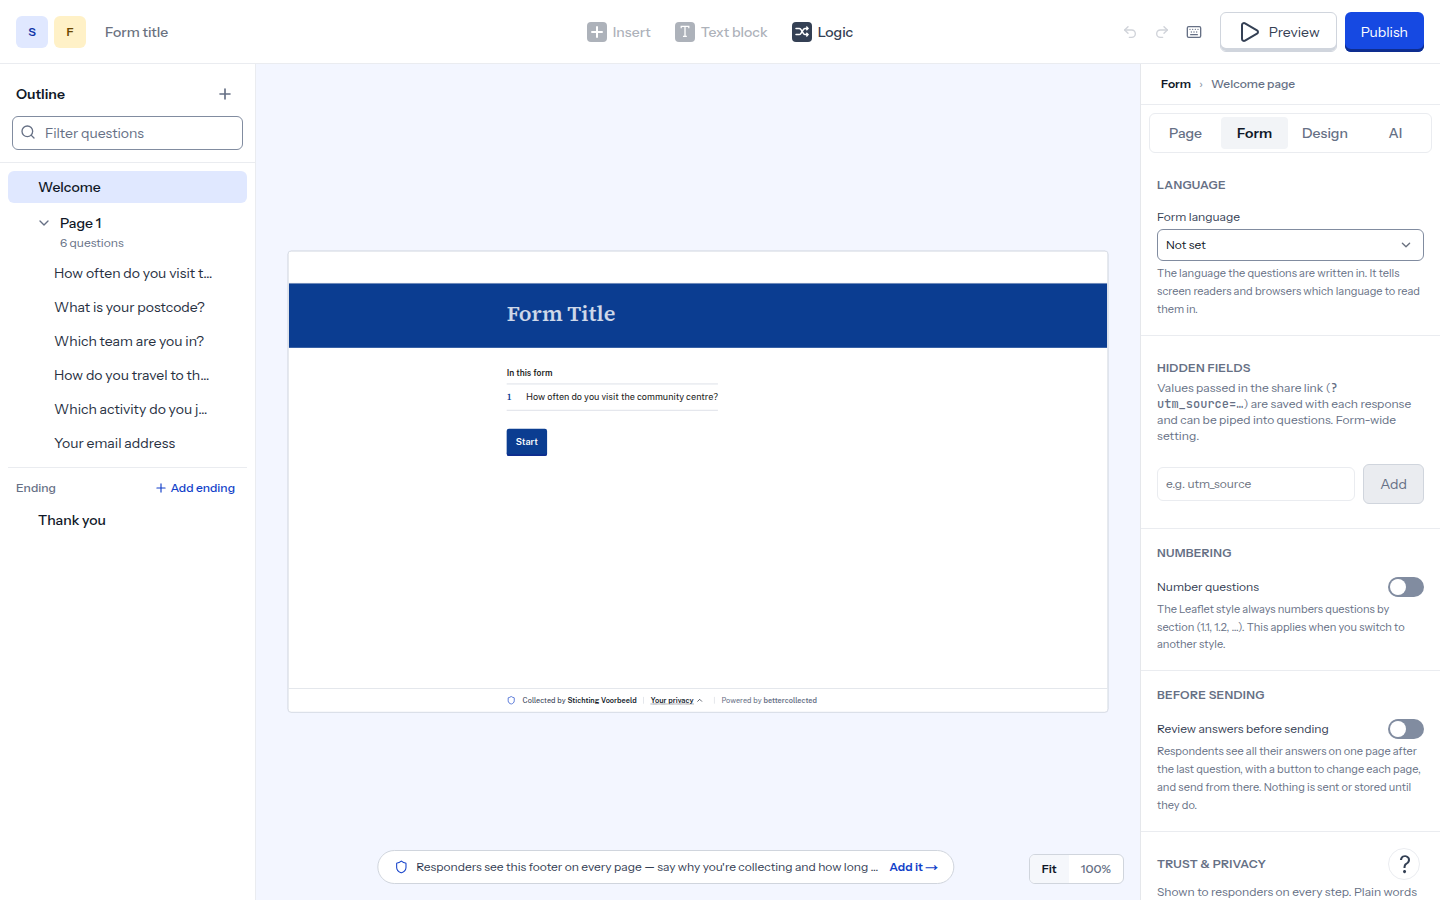 S
F
Form title
Insert
Text block
Logic
Preview
Publish
Outline
Filter questions
Welcome
Page 1
6 questions
How often do you visit t...
What is your postcode?
Which team are you in?
How do you travel to th...
Which activity do you j...
Your email address
Ending
Add ending
Thank you
Form Title
In this form
1 How often do you visit the community centre?
Start
Collected by Stichting Voorbeeld
Your privacy
Powered by bettercollected
Responders see this footer on every page — say why you're collecting and how long ...
Add it →
Fit
100%
Form › Welcome page
Page
Form
Design
AI
LANGUAGE
Form language
Not set
The language the questions are written in. It tells
screen readers and browsers which language to read
them in.
HIDDEN FIELDS
Values passed in the share link (?
utm_source=…) are saved with each response
and can be piped into questions. Form-wide
setting.
e.g. utm_source
Add
NUMBERING
Number questions
The Leaflet style always numbers questions by
section (1.1, 1.2, …). This applies when you switch to
another style.
BEFORE SENDING
Review answers before sending
Respondents see all their answers on one page after
the last question, with a button to change each page,
and send from there. Nothing is sent or stored until
they do.
TRUST & PRIVACY
?
Shown to responders on every step. Plain words